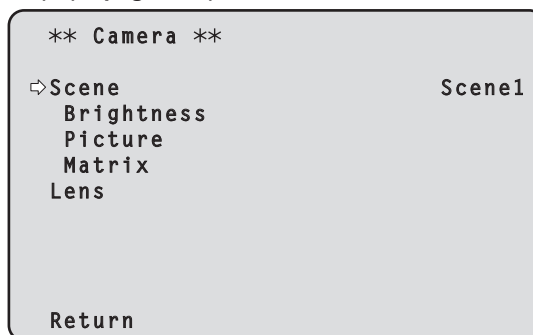 ** Camera **
⇨Scene Scene1
Brightness
Picture
Matrix
Lens
Return